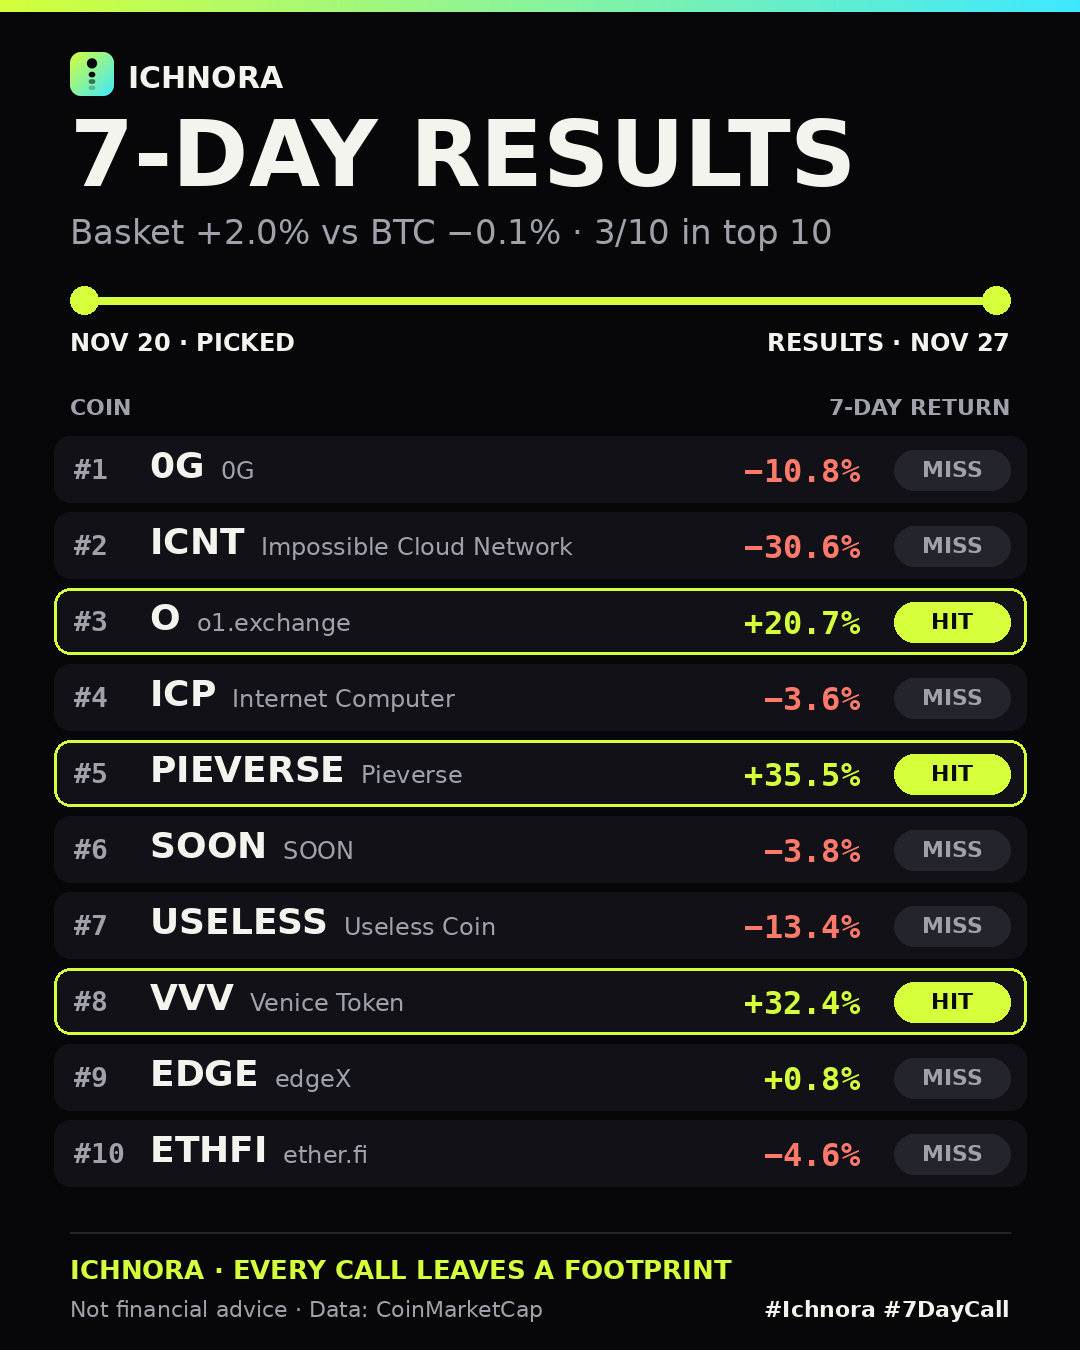 ICHNORA
7-DAY RESULTS
Basket +2.0% vs BTC −0.1% · 3/10 in top 10
NOV 20 · PICKED RESULTS · NOV 27
COIN 7-DAY RETURN
#1 0G 0G −10.8% MISS
#2 ICNT Impossible Cloud Network −30.6% MISS
#3 O o1.exchange +20.7% HIT
#4 ICP Internet Computer −3.6% MISS
#5 PIEVERSE Pieverse +35.5% HIT
#6 SOON SOON −3.8% MISS
#7 USELESS Useless Coin −13.4% MISS
#8 VVV Venice Token +32.4% HIT
#9 EDGE edgeX +0.8% MISS
#10 ETHFI ether.fi −4.6% MISS
ICHNORA · EVERY CALL LEAVES A FOOTPRINT
Not financial advice · Data: CoinMarketCap #Ichnora #7DayCall